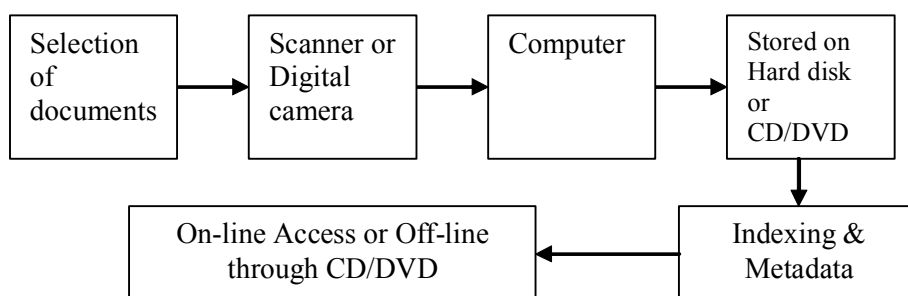 Selection
of
documents
Scanner or
Digital
camera
Computer
Stored on
Hard disk
or
CD/DVD
Indexing &
Metadata
On-line Access or Off-line
through CD/DVD